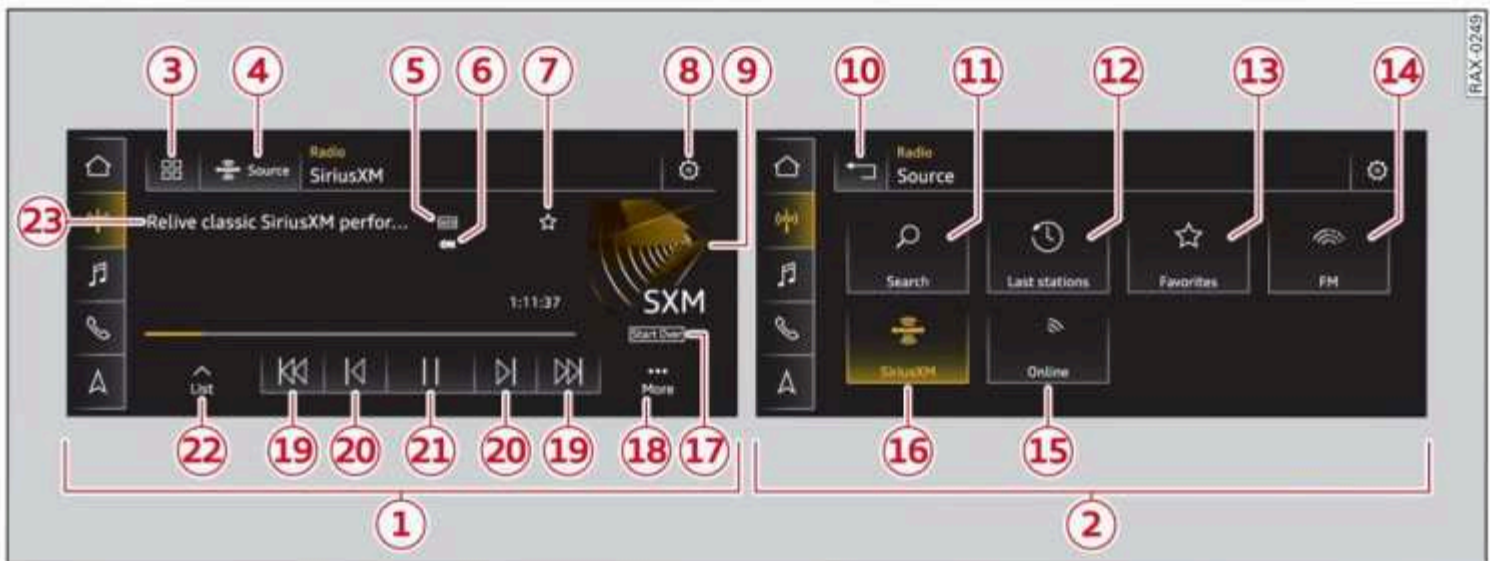 RAX-0249
3 4 5 6 7 8 9 10 11 12 13 14
Radio
Source SiriusXM
Radio
Source
23 Relive classic SiriusXM perfor...
Search Last stations Favorites FM
1:11:37
SXM
Start Over
SiriusXM Online
List More
22 19 20 21 20 19 18 17 16 15
1 2